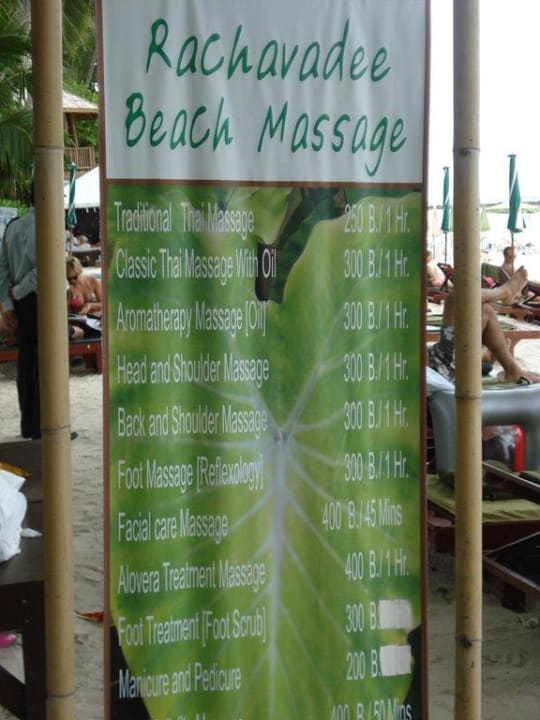 Rachavadee
Beach Massage
Traditional Thai Massage 250 B./1 Hr.
Classic Thai Massage With Oil 300 B./1 Hr.
Aromatherapy Massage [Oil] 300 B./1 Hr.
Head and Shoulder Massage 300 B./1 Hr.
Back and Shoulder Massage 300 B./1 Hr.
Foot Massage [Reflexology] 300 B./1 Hr.
Facial care Massage 400 B./45 Mins
Alovera Treatment Massage 400 B./1 Hr.
Foot Treatment [Foot Scrub] 300 B.
Manicure and Pedicure 200 B.
400 B./50 Mins